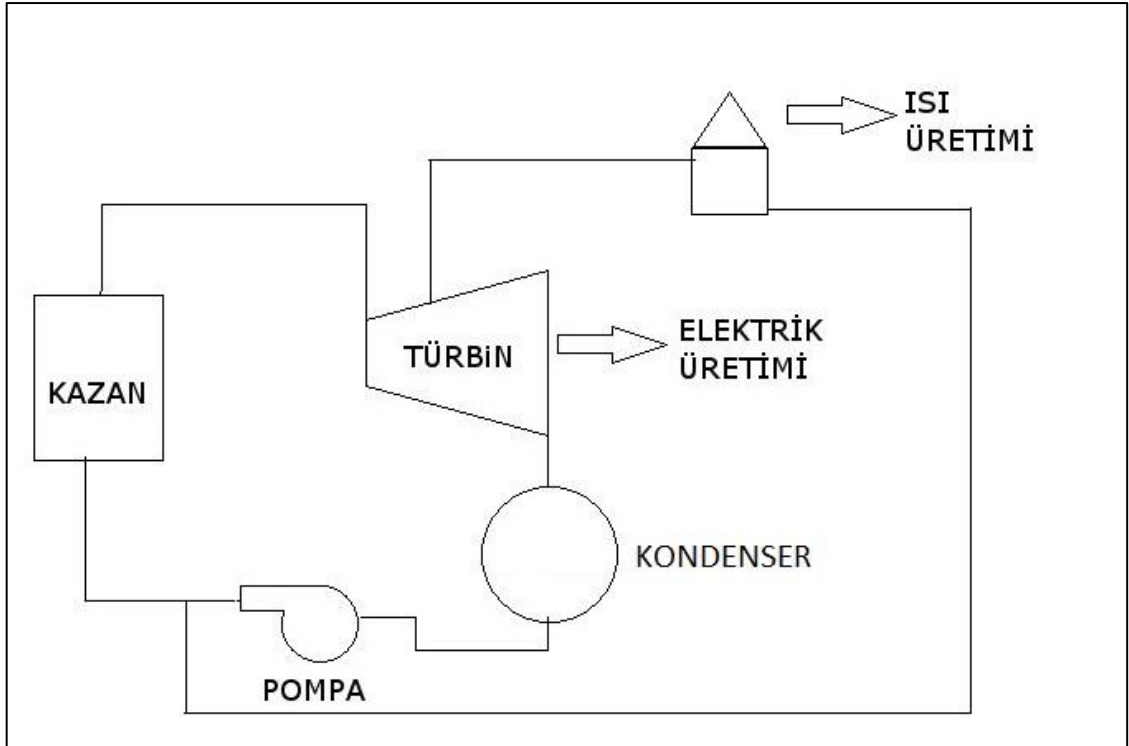 ISI
ÜRETİMİ
ELEKTRİK
ÜRETİMİ
TÜRBiN
KAZAN
KONDENSER
POMPA